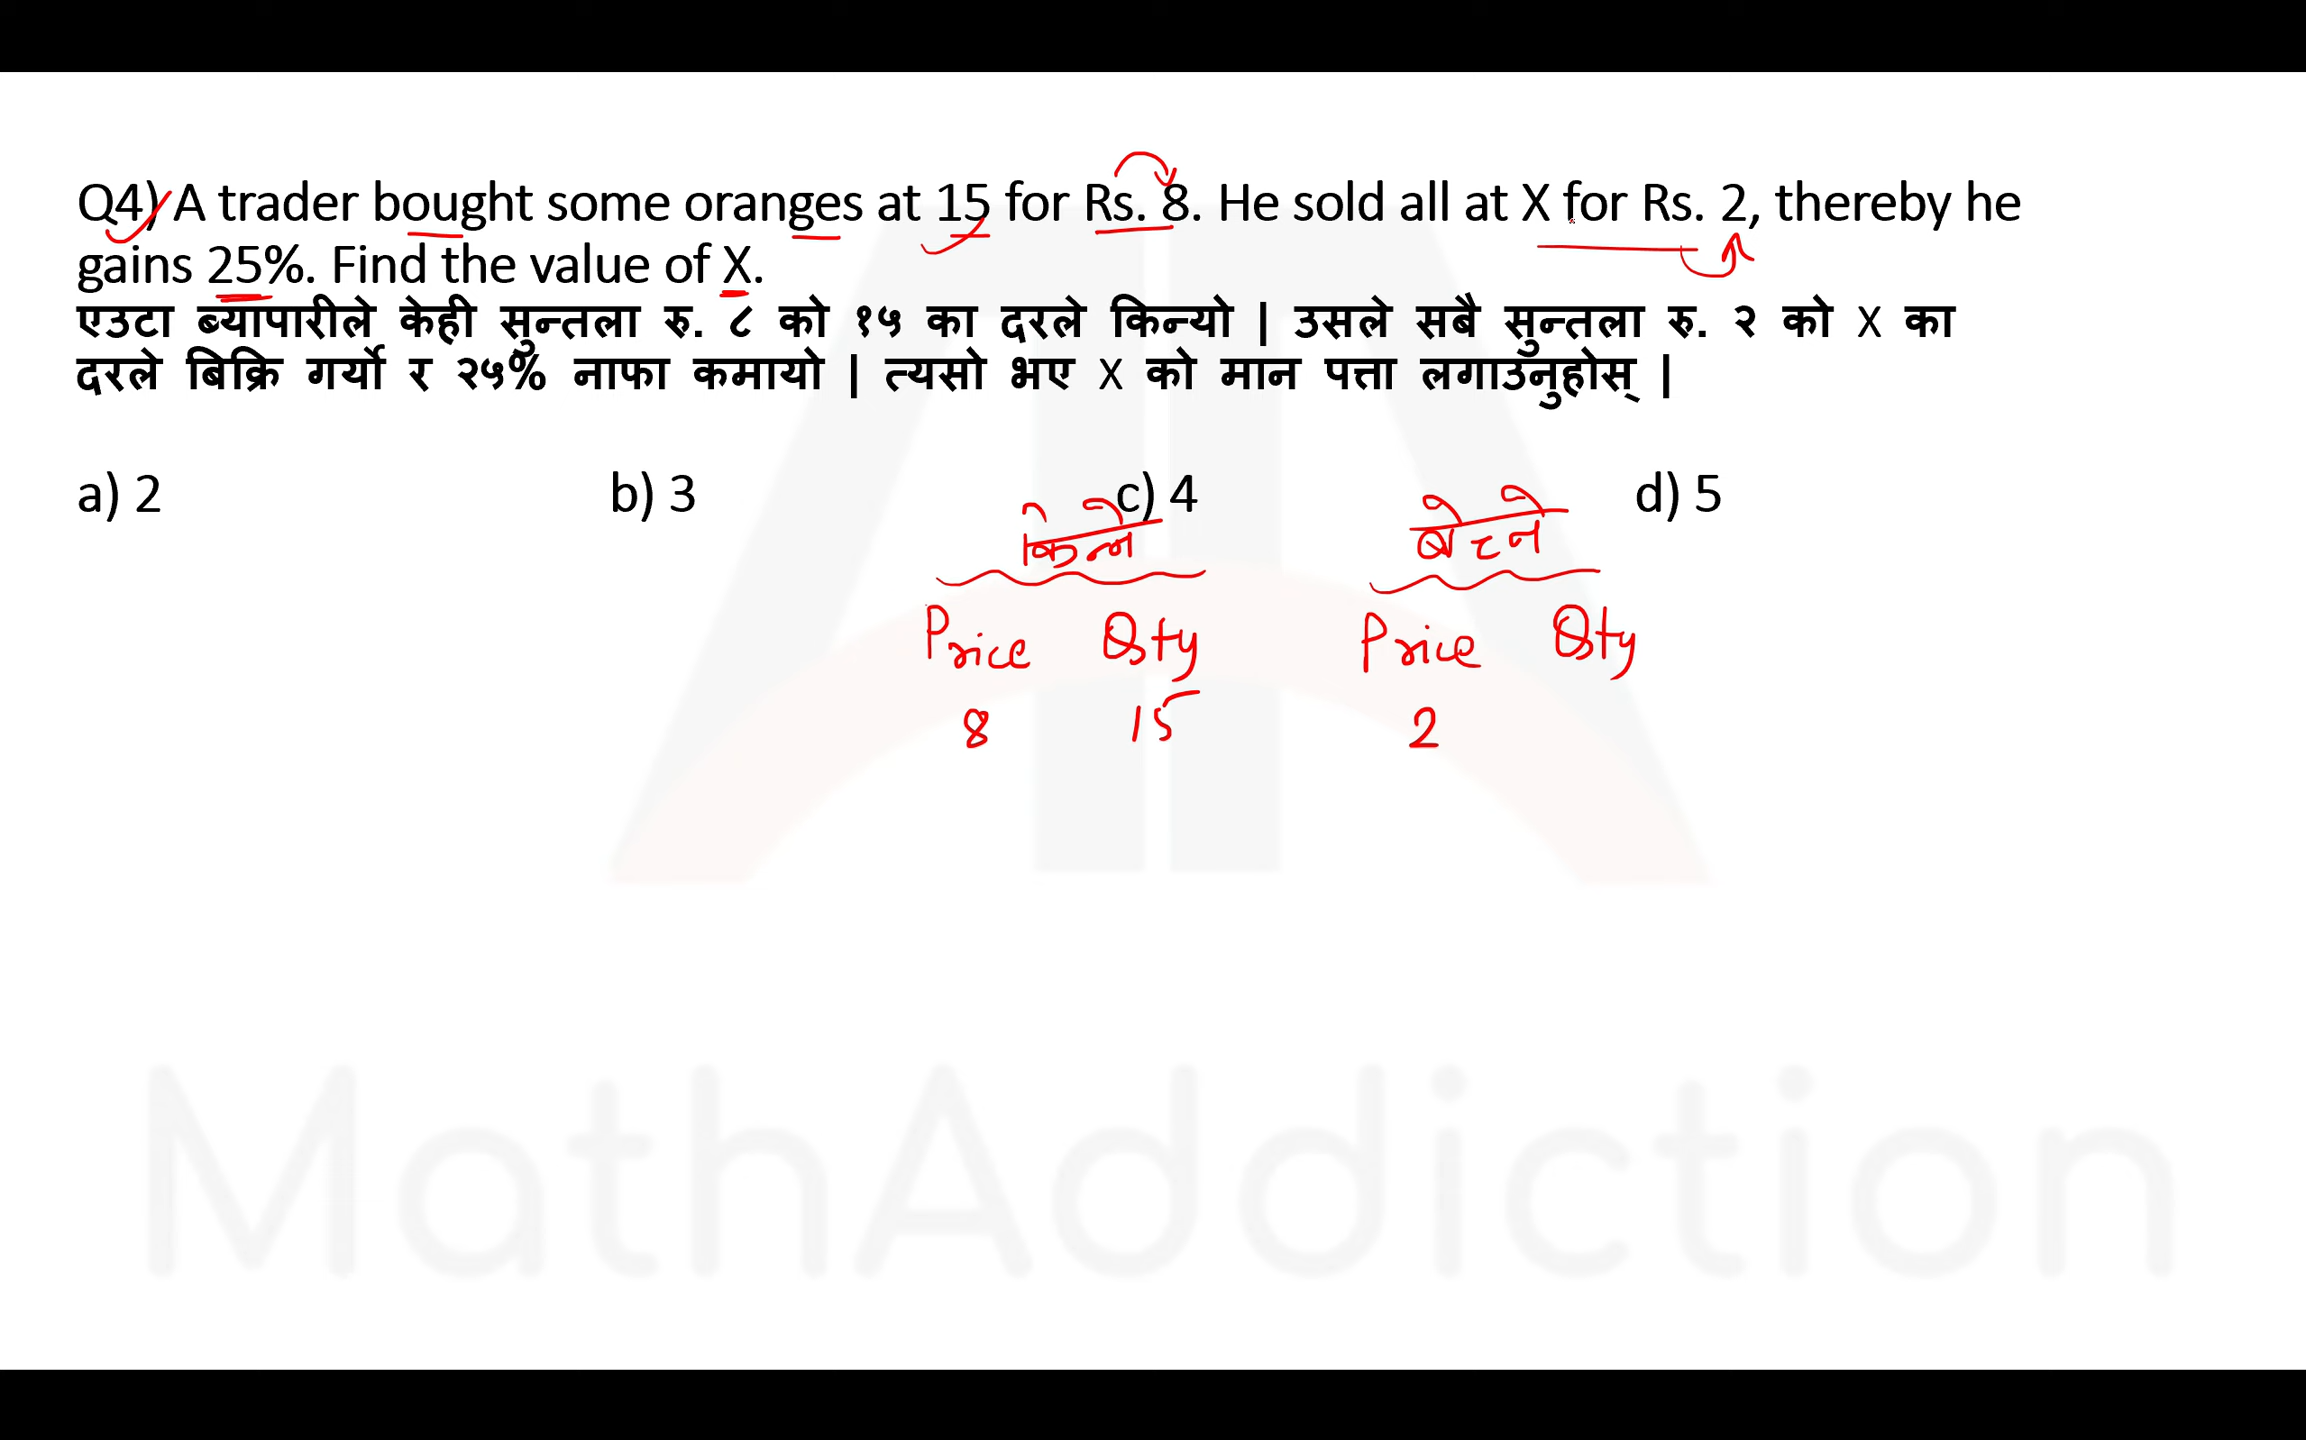 Q4) A trader bought some oranges at 15 for Rs. 8. He sold all at X for Rs. 2, thereby he
gains 25%. Find the value of X.
एउटा ब्यापारीले केही सुन्तला रु. ८ को १५ का दरले किन्यो | उसले सबै सुन्तला रु. २ को X का
दरले बिक्रि गर्यो र २५% नाफा कमायो | त्यसो भए X को मान पत्ता लगाउनुहोस् |
a) 2 b) 3 c) 4 d) 5
किन्ने बेच्ने
Price Qty Price Qty
8 15 2
MathAddiction